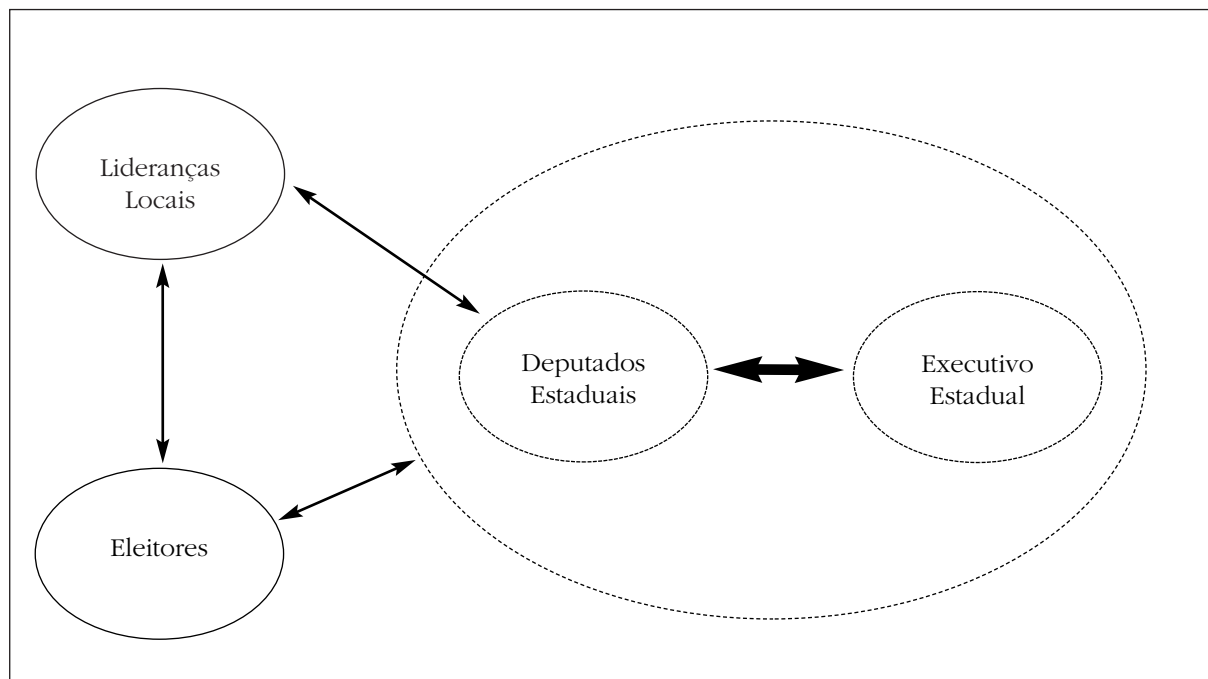 Lideranças
Locais
Deputados
Estaduais
Executivo
Estadual
Eleitores